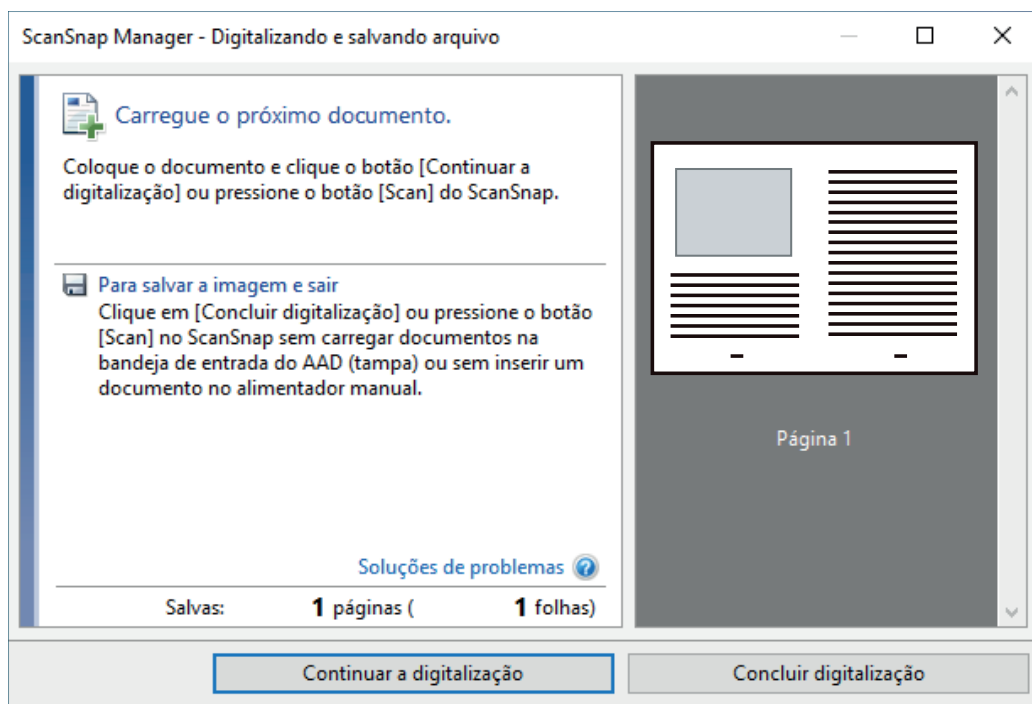 ScanSnap Manager - Digitalizando e salvando arquivo
Carregue o próximo documento.
Coloque o documento e clique o botão [Continuar a
digitalização] ou pressione o botão [Scan] do ScanSnap.
Para salvar a imagem e sair
Clique em [Concluir digitalização] ou pressione o botão
[Scan] no ScanSnap sem carregar documentos na
bandeja de entrada do AAD (tampa) ou sem inserir um
documento no alimentador manual.
Soluções de problemas ?
Salvas: 1 páginas ( 1 folhas)
Página 1
Continuar a digitalização
Concluir digitalização